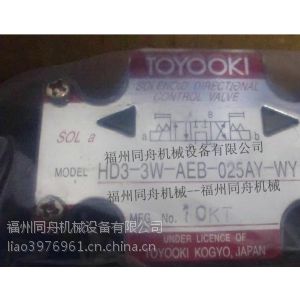 TOYOOKI
SOLENOID DIRECTIONAL
CONTROL VALVE
A B
SOL a
MODEL HD3-3W-AEB-025AY-WY
福州同舟机械设备有限公司
福州同舟机械--福州同舟机械
MFG No. 10KT
UNDER LICENCE OF
TOYOOKI KOGYO, JAPAN
福州同舟机械设备有限公司
liao3976961.cn.china.cn